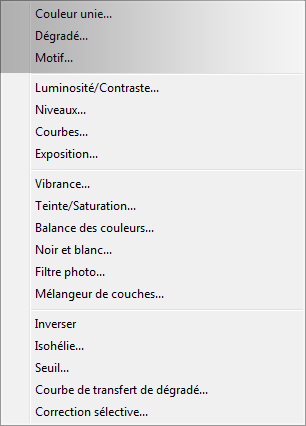 Couleur unie...
Dégradé...
Motif...
Luminosité/Contraste...
Niveaux...
Courbes...
Exposition...
Vibrance...
Teinte/Saturation...
Balance des couleurs...
Noir et blanc...
Filtre photo...
Mélangeur de couches...
Inverser
Isohélie...
Seuil...
Courbe de transfert de dégradé...
Correction sélective...